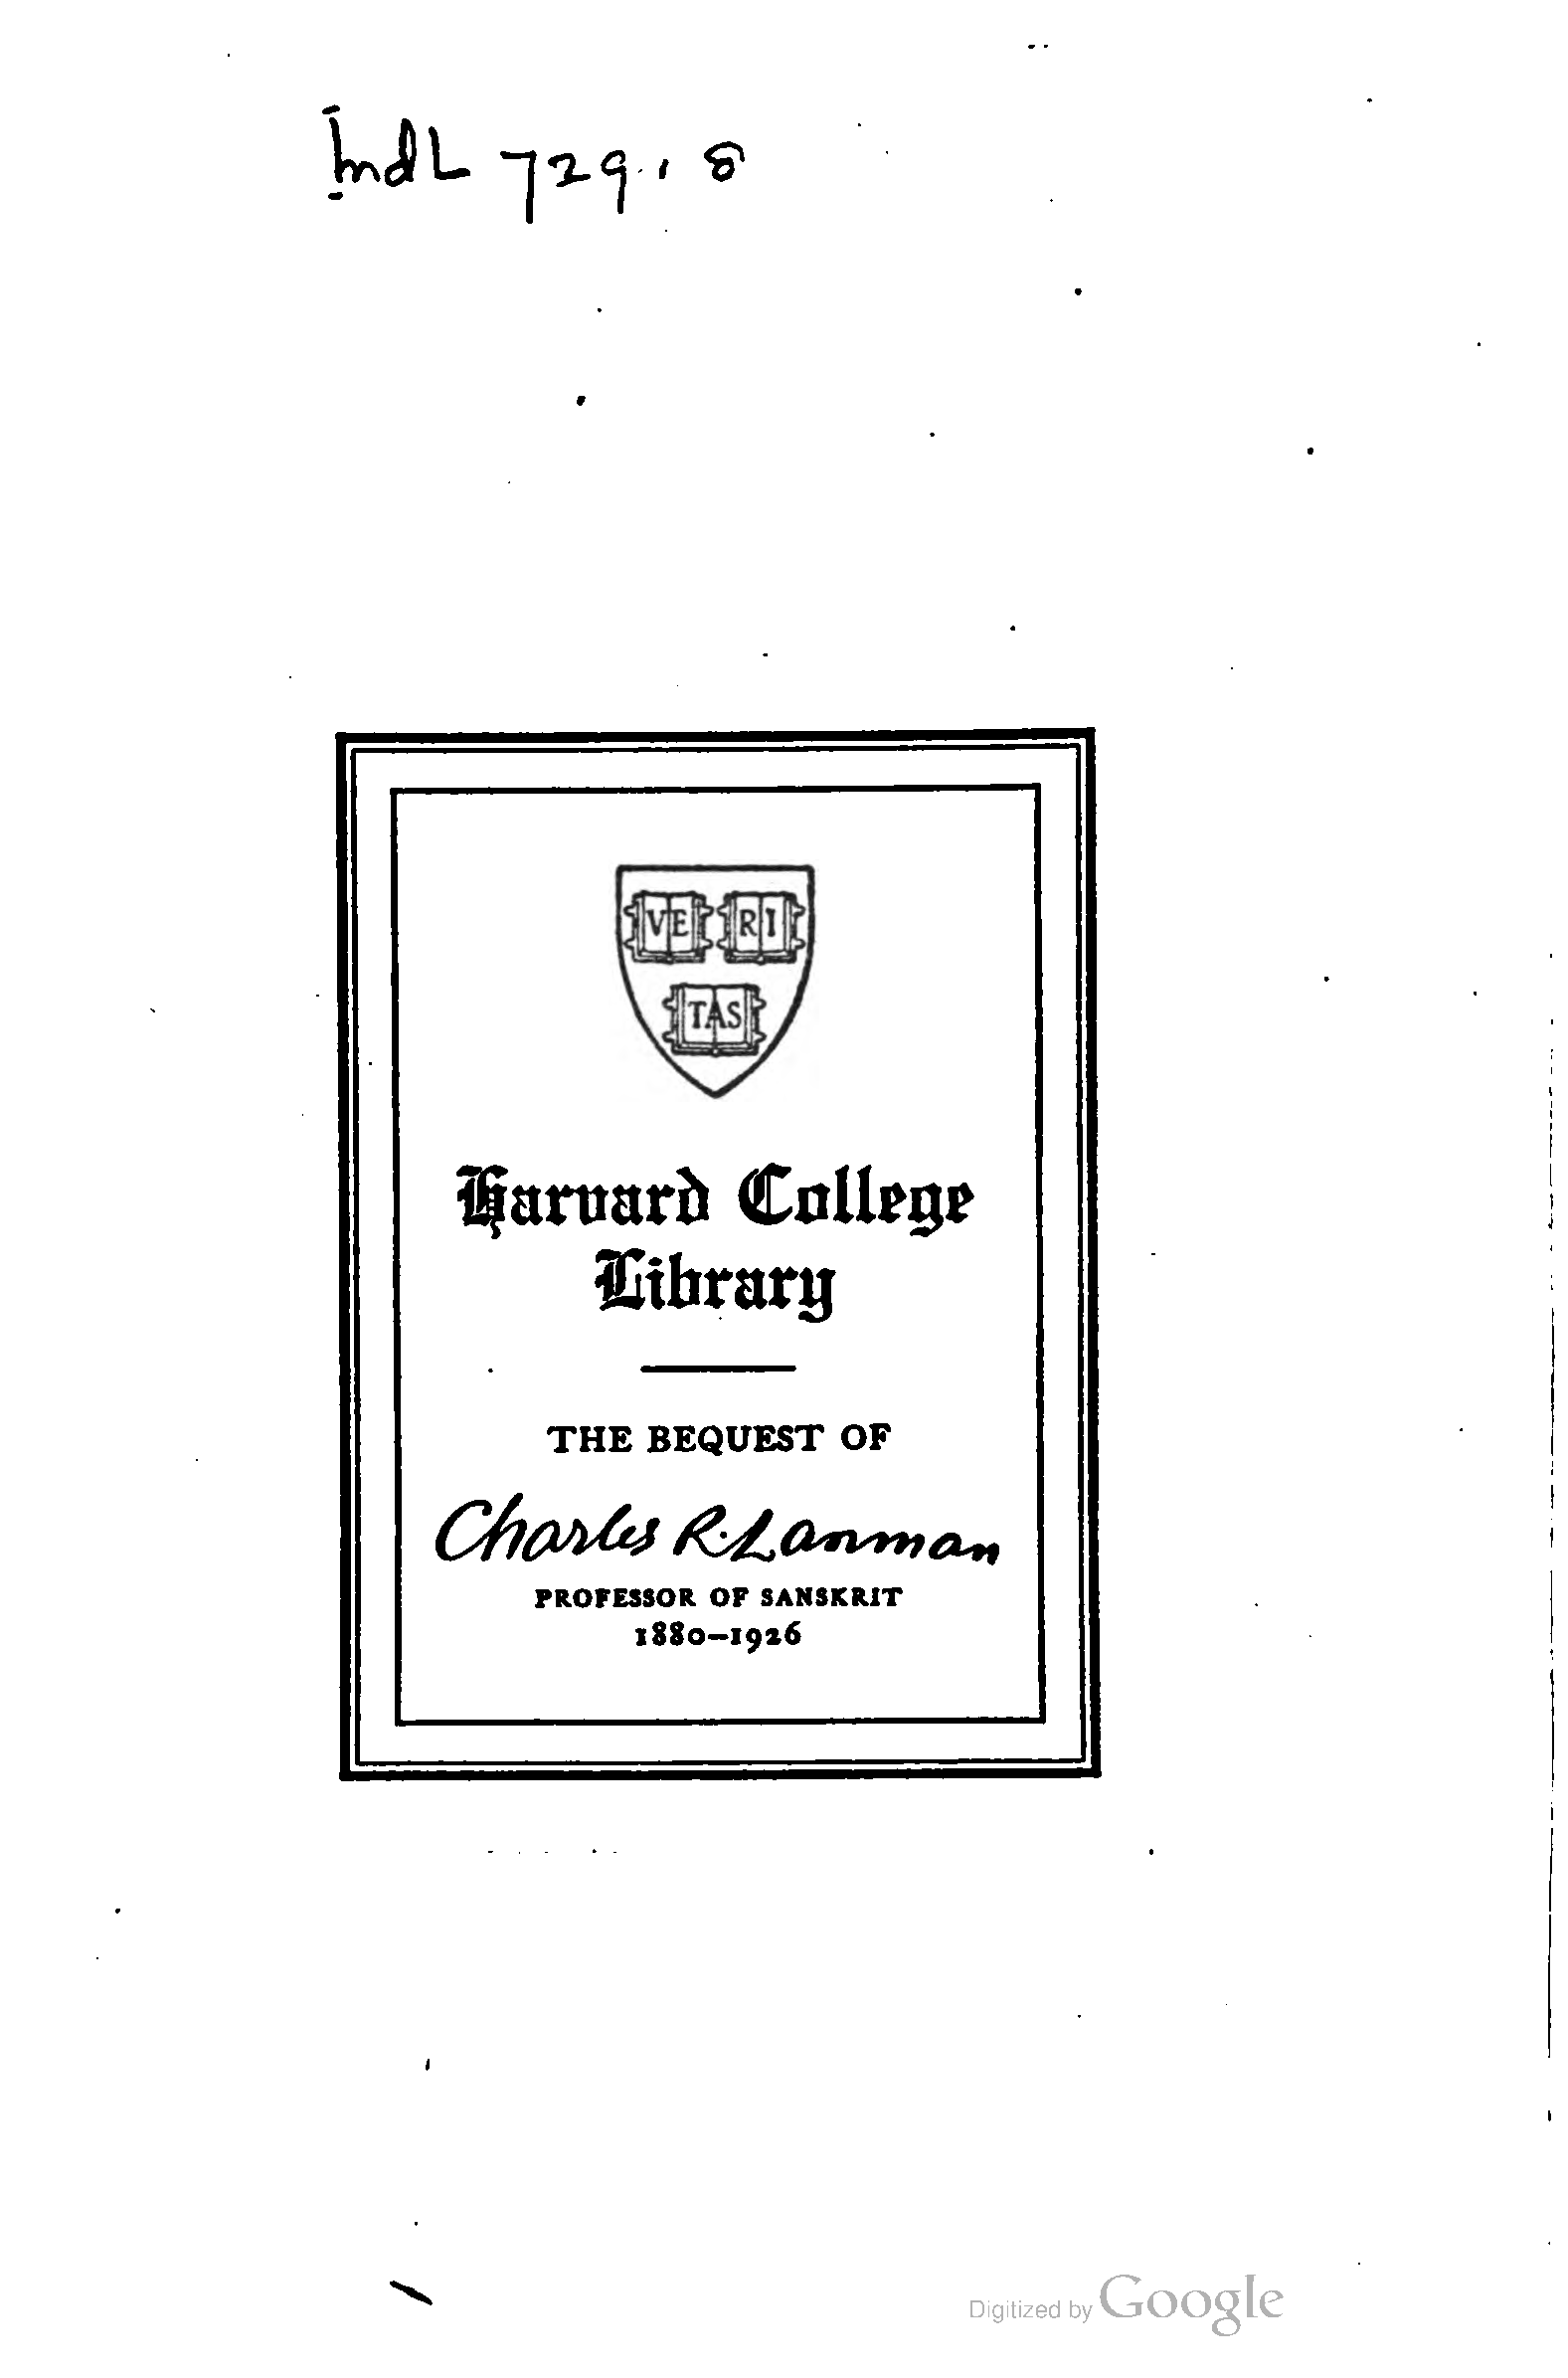 IndL 729.8
VE RI
TAS
Harvard College
Library
THE BEQUEST OF
Charles R. Lanman
PROFESSOR OF SANSKRIT
1880–1926
Digitized by Google